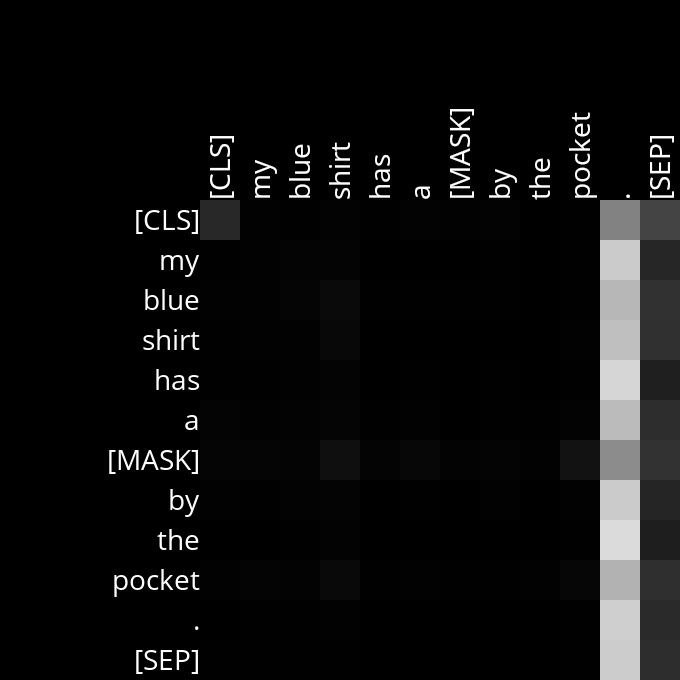 [CLS] my blue shirt has a [MASK] by the pocket . [SEP]
[CLS]
my
blue
shirt
has
a
[MASK]
by
the
pocket
.
[SEP]